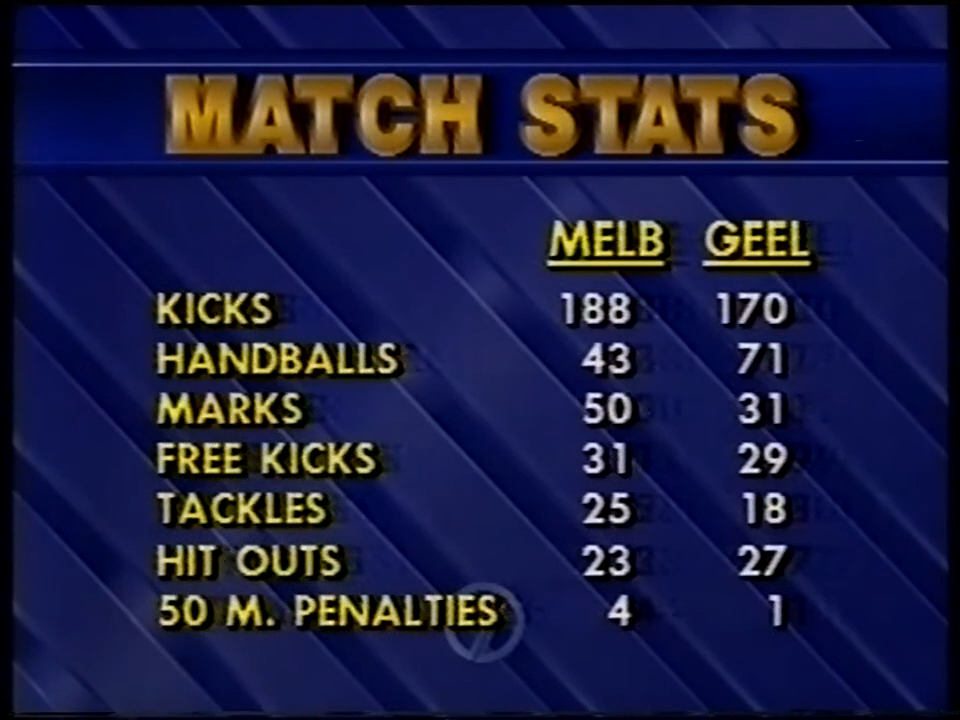 MATCH STATS
MELB GEEL
KICKS 188 170
HANDBALLS 43 71
MARKS 50 31
FREE KICKS 31 29
TACKLES 25 18
HIT OUTS 23 27
50 M. PENALTIES 4 1
7